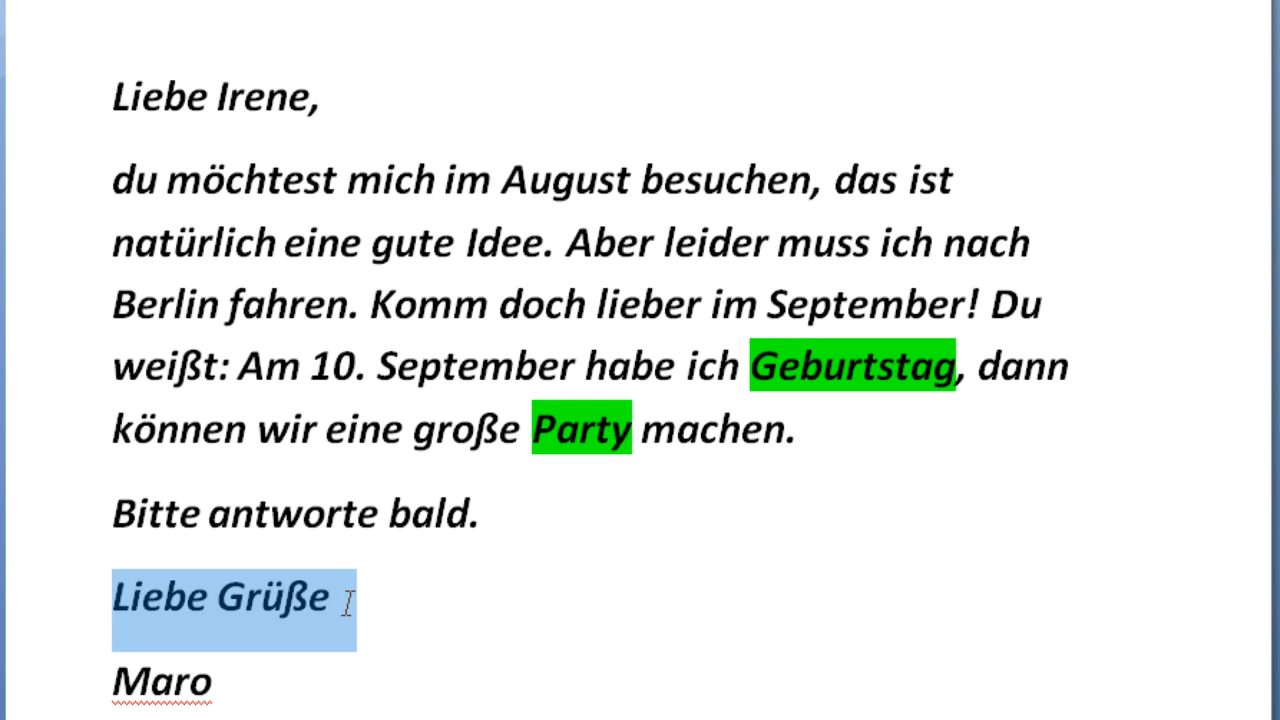 Liebe Irene,
du möchtest mich im August besuchen, das ist
natürlich eine gute Idee. Aber leider muss ich nach
Berlin fahren. Komm doch lieber im September! Du
weißt: Am 10. September habe ich Geburtstag, dann
können wir eine große Party machen.
Bitte antworte bald.
Liebe Grüße
Maro